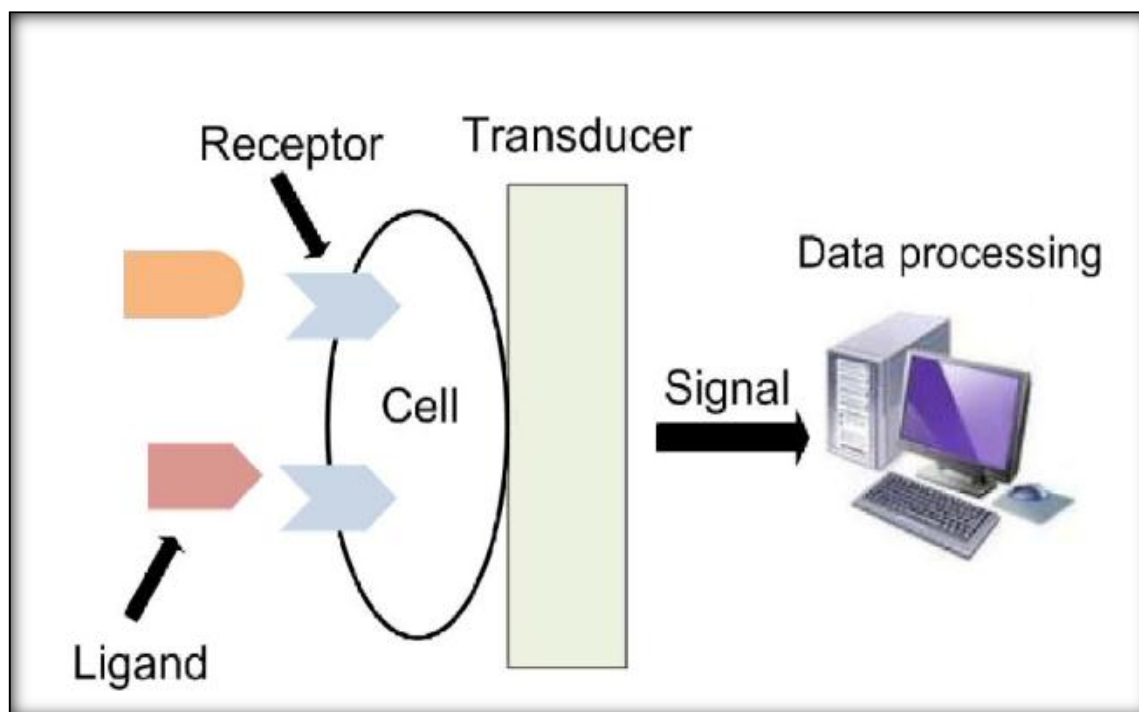 Receptor
Transducer
Data processing
Cell
Signal
Ligand